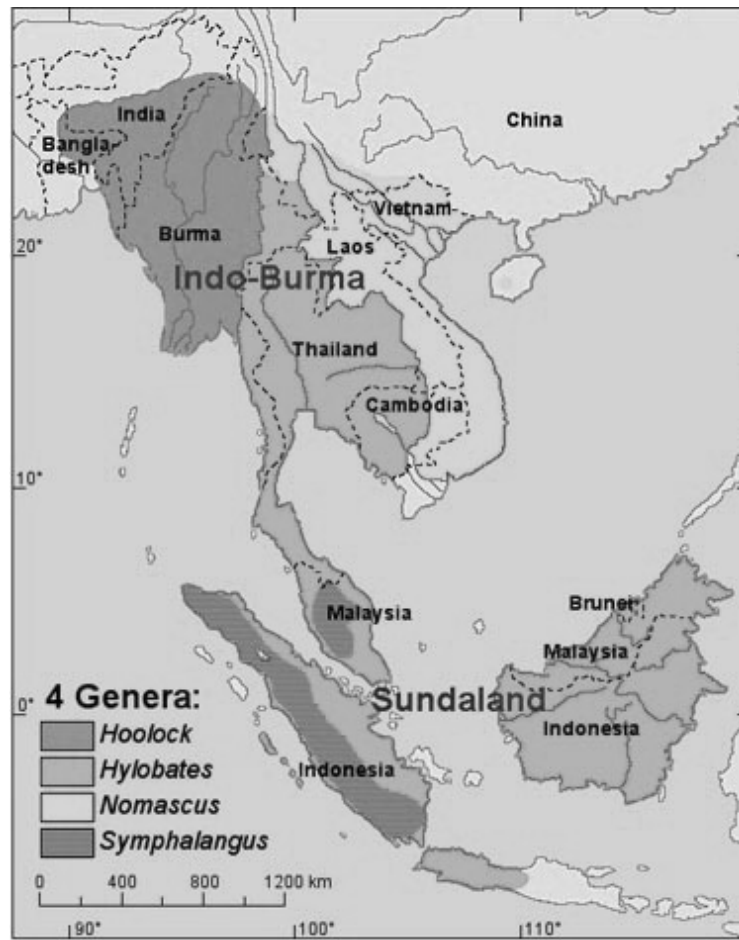 India
China
Bangla-
desh
Vietnam
Burma
Laos
20°
Indo-Burma
Thailand
Cambodia
10°
Malaysia
Brunei
Malaysia
4 Genera:
Sundaland
0°
Hoolock
Indonesia
Hylobates
Indonesia
Nomascus
Symphalangus
0 400 800 1200 km
90° 100° 110°